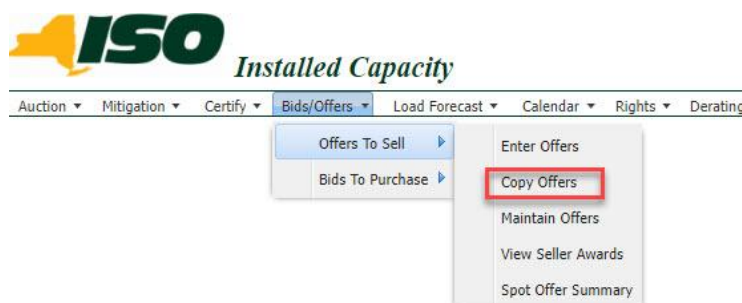 ISO
Installed Capacity
Auction Mitigation Certify Bids/Offers Load Forecast Calendar Rights Derating
Offers To Sell
Bids To Purchase
Enter Offers
Copy Offers
Maintain Offers
View Seller Awards
Spot Offer Summary